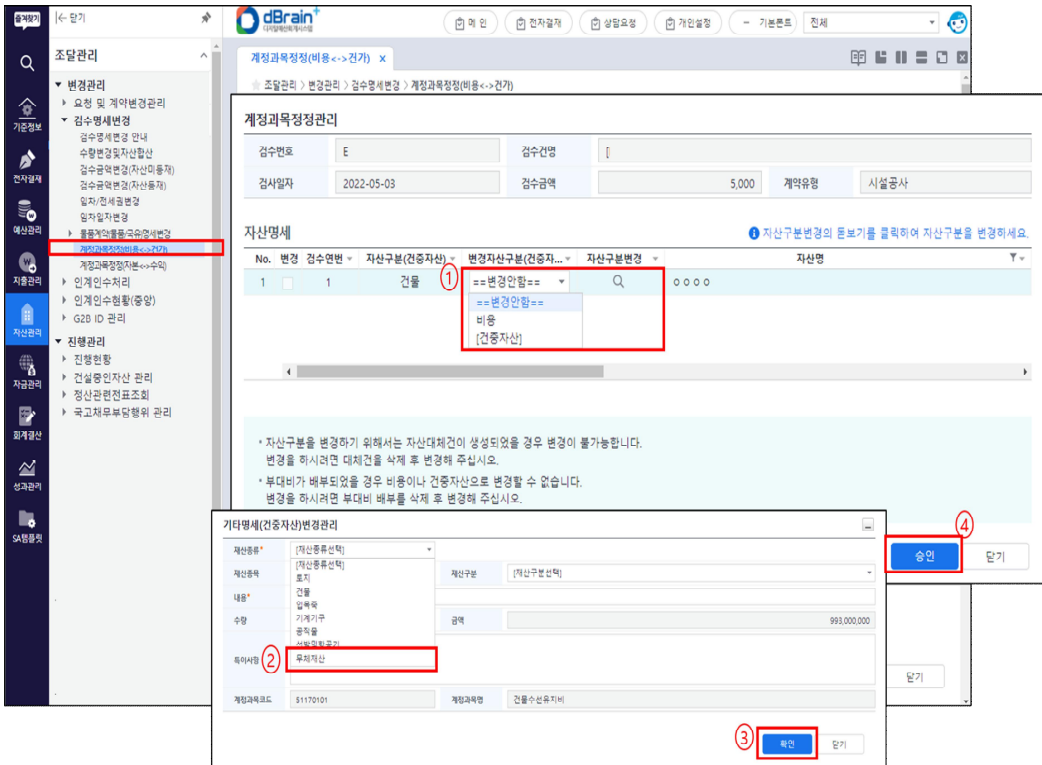 즐겨찾기
|← 닫기
dBrain+
디지털예산회계시스템
메 인
전자결재
상담요청
개인설정
− 기본폰트
전체
조달관리
계정과목정정(비용<->건가) x
조달관리 > 변경관리 > 검수명세변경 > 계정과목정정(비용<->건가)
기준정보
전자결재
예산관리
지출관리
자산관리
자금관리
회계결산
성과관리
SA템플릿
변경관리
요청 및 계약변경관리
검수명세변경
검수명세변경 안내
수량변경및자산합산
검수금액변경(자산미등재)
검수금액변경(자산등재)
임차/전세권변경
임차일자변경
물품계약(물품/국유)명세변경
계정과목정정(비용<->건가)
계정과목정정(자본<->수익)
인계인수처리
인계인수현황(중앙)
G2B ID 관리
진행관리
진행현황
건설중인자산 관리
정산관련전표조회
국고채무부담행위 관리
계정과목정정관리
검수번호 E 검수건명
검사일자 2022-05-03 검수금액 5,000 계약유형 시설공사
자산명세
자산구분변경의 돋보기를 클릭하여 자산구분을 변경하세요.
No. 변경 검수연번 자산구분(건중자산) 변경자산구분(건중자... 자산구분변경 자산명
1 1 건물 ① ==변경안함== ㅇㅇㅇㅇ
==변경안함==
비용
[건중자산]
* 자산구분을 변경하기 위해서는 자산대체건이 생성되었을 경우 변경이 불가능합니다.
변경을 하시려면 대체건을 삭제 후 변경해 주십시오.
* 부대비가 배부되었을 경우 비용이나 건중자산으로 변경할 수 없습니다.
변경을 하시려면 부대비 배부를 삭제 후 변경해 주십시오.
④
승인 닫기
닫기
기타명세(건중자산)변경관리
재산종류* [재산종류선택]
[재산종류선택]
토지
건물
입목죽
기계기구
공작물
선박및항공기
무체재산
재산종목 재산구분 [재산구분선택]
내용*
수량 금액 993,000,000
특이사항 ②
계정과목코드 51170101 계정과목명 건물수선유지비
③ 확인 닫기